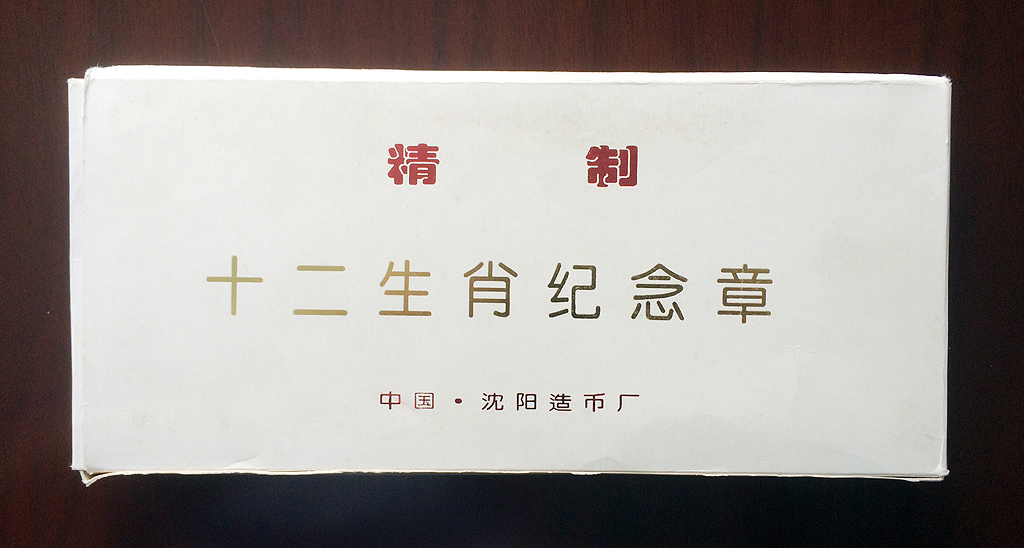 精 制
十二生肖纪念章
中国·沈阳造币厂